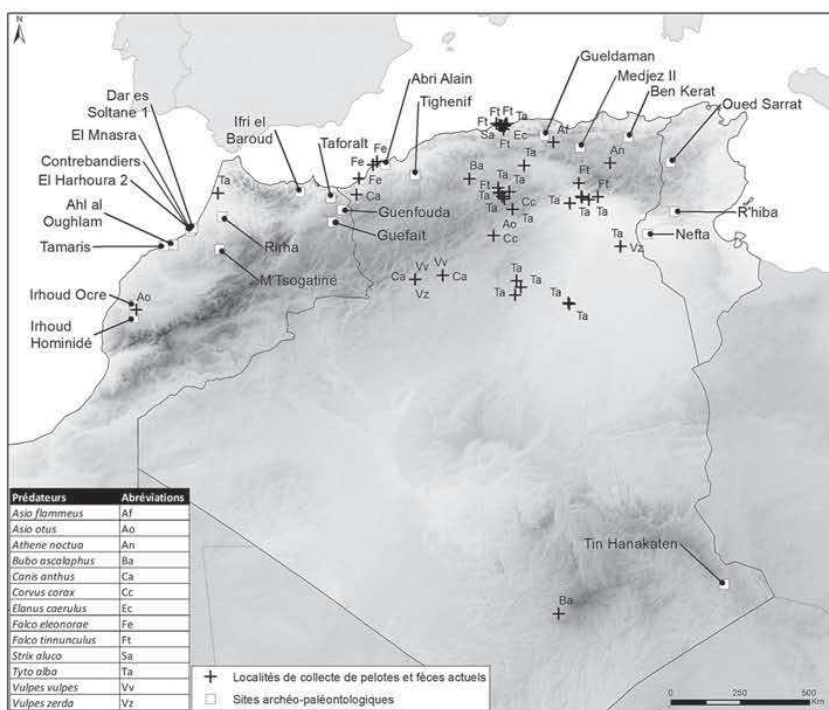 N
Gueldaman
Medjez II
Ben Kerat
Oued Sarrat
Dar es
Soltane 1
El Mnasra
Contrebandiers
El Harhoura 2
Ahl al
Oughlam
Tamaris
Irhoud Ocre
Irhoud
Hominidé
Ifri el
Baroud
Taforalt
Abri Alain
Tighenif
Guenfouda
Guefait
Rirha
M'Tsogatiné
R'hiba
Nefta
Tin Hanakaten
Ft Ft Ta
Ft
Sa Ec
Ft
Af
An
Fe
Fe Fe
Ca
Ta
Ba
Ta
Ta
Ft Ta
Ta Cc
Ta Ta
Ft
Ta Ft
Ta Ta
Ao
Cc
Ta
Vz
Vv Vv
Ca Ca
Vz
Ta
Ta
Ta
Ta
Ao
Ba
Prédateurs Abréviations
Asio flammeus Af
Asio otus Ao
Athene noctua An
Bubo ascalaphus Ba
Canis anthus Ca
Corvus corax Cc
Elanus caerulus Ec
Falco eleonorae Fe
Falco tinnunculus Ft
Strix aluco Sa
Tyto alba Ta
Vulpes vulpes Vv
Vulpes zerda Vz
Localités de collecte de pelotes et fèces actuels
Sites archéo-paléontologiques
0 250 500
Km